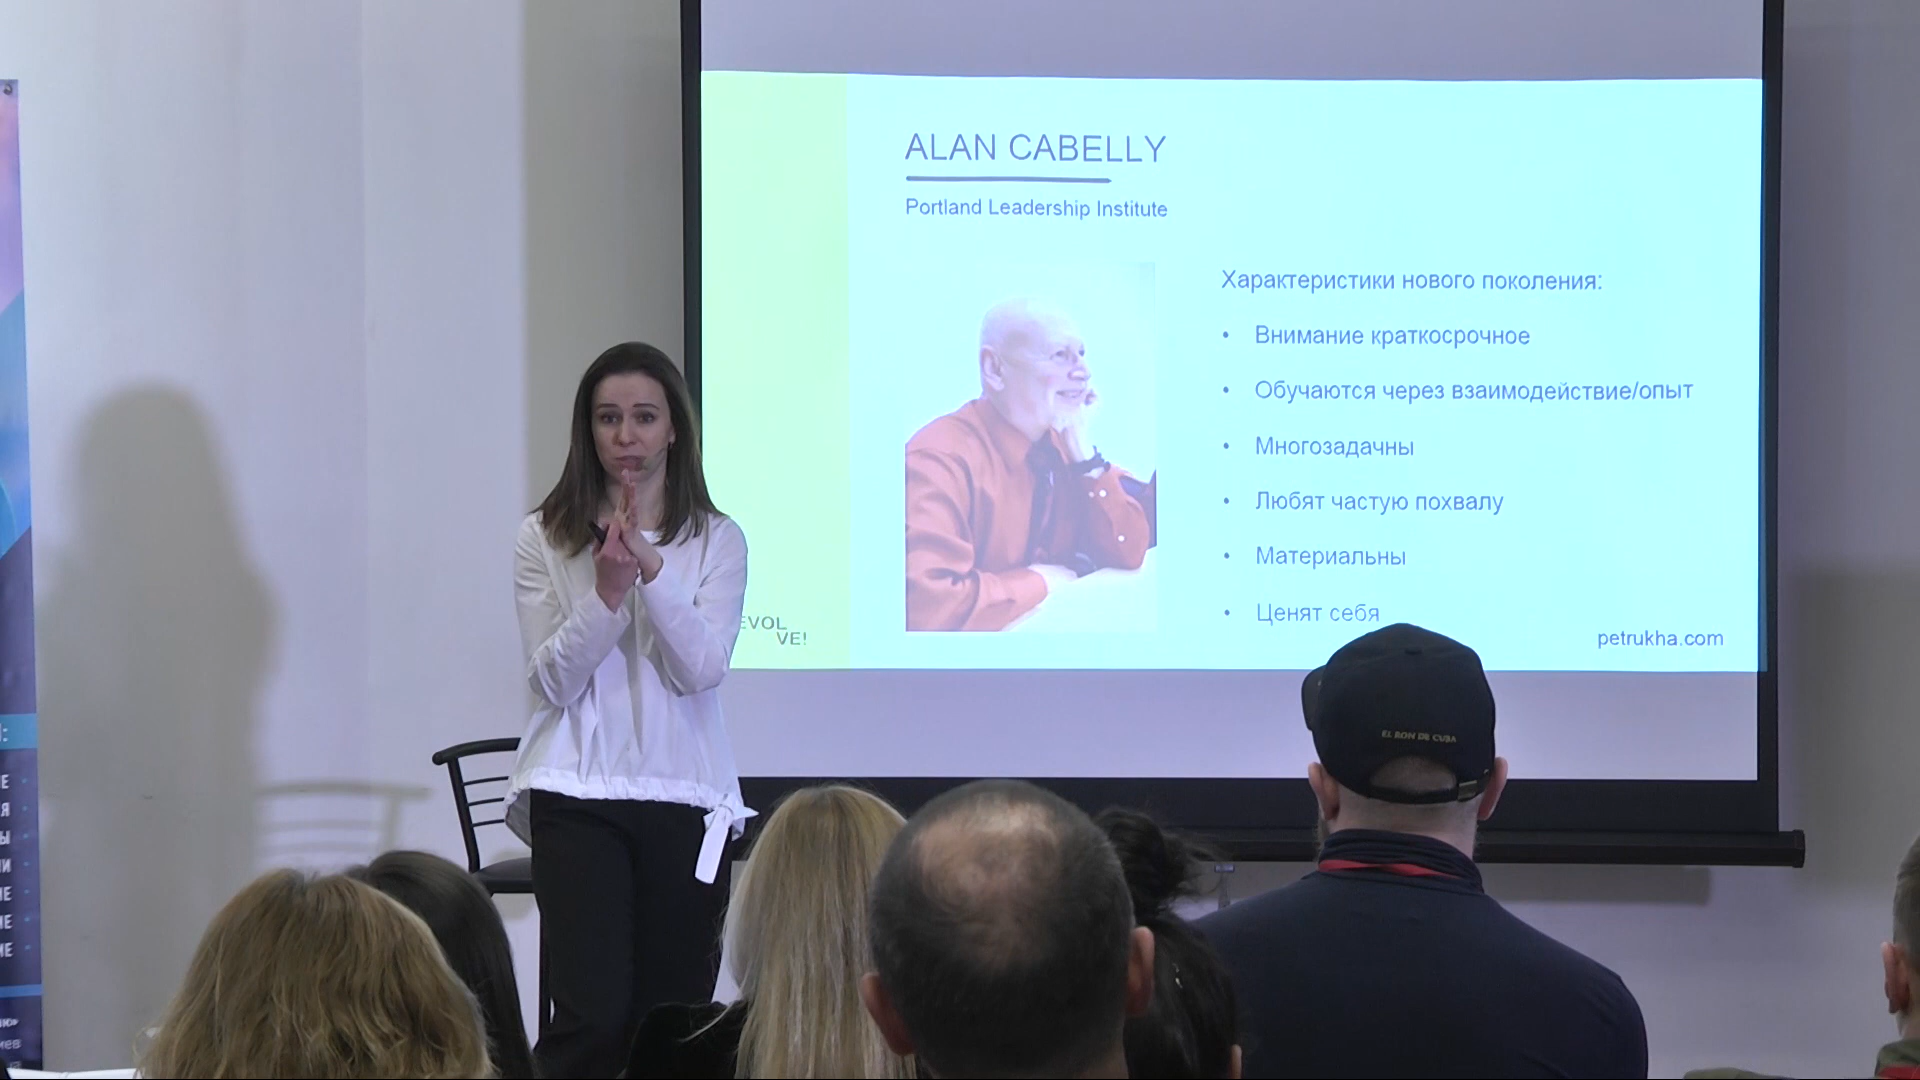 ALAN CABELLY
Portland Leadership Institute
Характеристики нового поколения:
• Внимание краткосрочное
• Обучаются через взаимодействие/опыт
• Многозадачны
• Любят частую похвалу
• Материальны
• Ценят себя
EVOL
VE!
petrukha.com
EL RON DE CUBA